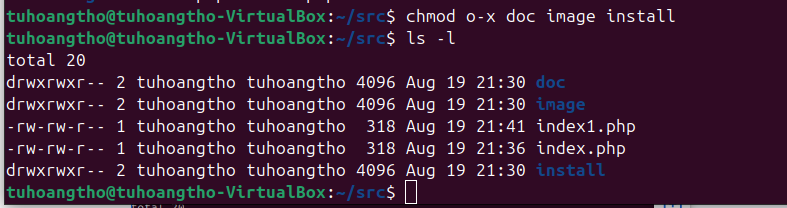 tuhoangtho@tuhoangtho-VirtualBox:~/src$ chmod o-x doc image install
tuhoangtho@tuhoangtho-VirtualBox:~/src$ ls -l
total 20
drwxrwxr-- 2 tuhoangtho tuhoangtho 4096 Aug 19 21:30 doc
drwxrwxr-- 2 tuhoangtho tuhoangtho 4096 Aug 19 21:30 image
-rw-rw-r-- 1 tuhoangtho tuhoangtho  318 Aug 19 21:41 index1.php
-rw-rw-r-- 1 tuhoangtho tuhoangtho  318 Aug 19 21:36 index.php
drwxrwxr-- 2 tuhoangtho tuhoangtho 4096 Aug 19 21:30 install
tuhoangtho@tuhoangtho-VirtualBox:~/src$